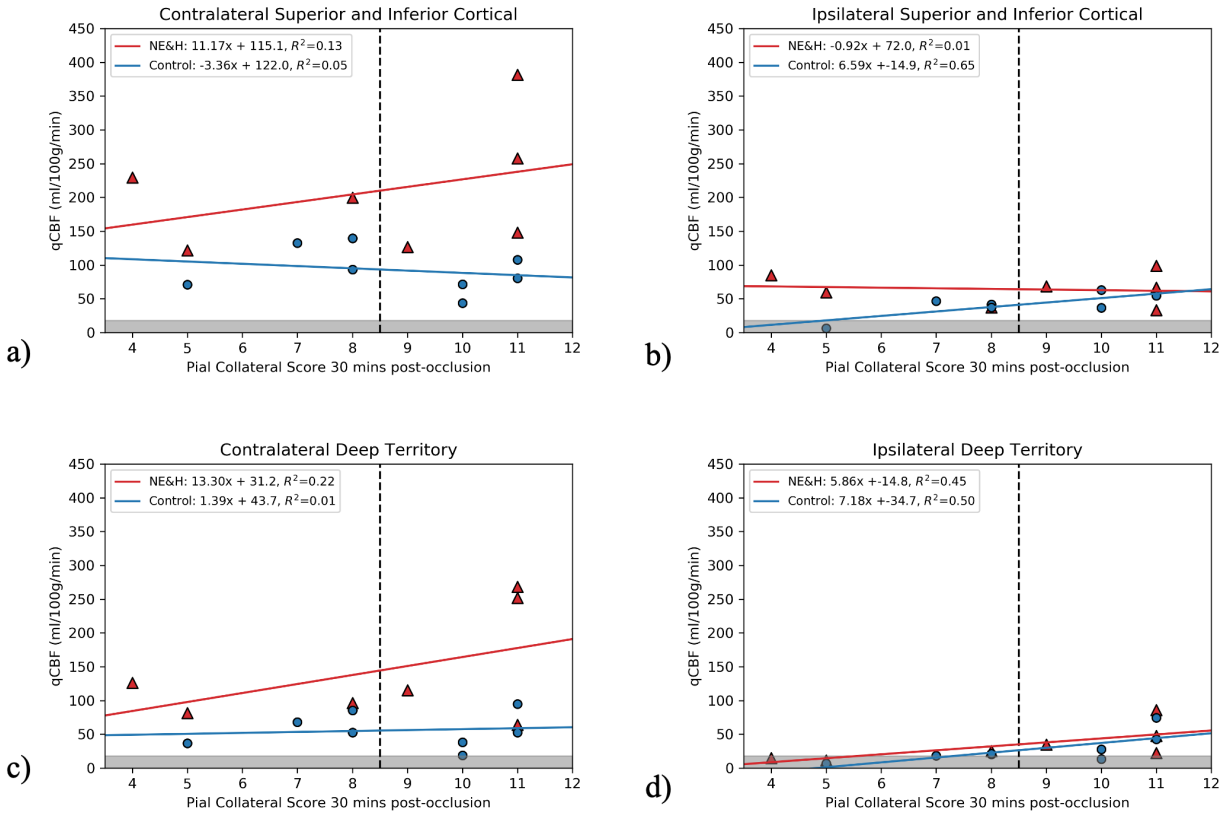 Contralateral Superior and Inferior Cortical
NE&H: 11.17x + 115.1, R²=0.13
Control: -3.36x + 122.0, R²=0.05
450
400
350
300
250
200
150
100
50
0
qCBF (ml/100g/min)
4 5 6 7 8 9 10 11 12
Pial Collateral Score 30 mins post-occlusion
a)
Ipsilateral Superior and Inferior Cortical
NE&H: -0.92x + 72.0, R²=0.01
Control: 6.59x +-14.9, R²=0.65
450
400
350
300
250
200
150
100
50
0
qCBF (ml/100g/min)
4 5 6 7 8 9 10 11 12
Pial Collateral Score 30 mins post-occlusion
b)
Contralateral Deep Territory
NE&H: 13.30x + 31.2, R²=0.22
Control: 1.39x + 43.7, R²=0.01
450
400
350
300
250
200
150
100
50
0
qCBF (ml/100g/min)
4 5 6 7 8 9 10 11 12
Pial Collateral Score 30 mins post-occlusion
c)
Ipsilateral Deep Territory
NE&H: 5.86x +-14.8, R²=0.45
Control: 7.18x +-34.7, R²=0.50
450
400
350
300
250
200
150
100
50
0
qCBF (ml/100g/min)
4 5 6 7 8 9 10 11 12
Pial Collateral Score 30 mins post-occlusion
d)